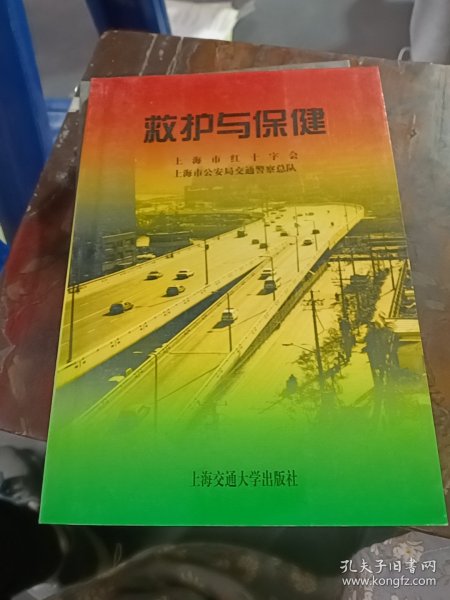 救护与保健
上海市红十字会
上海市公安局交通警察总队
上海交通大学出版社
孔夫子旧书网
www.kongfz.com